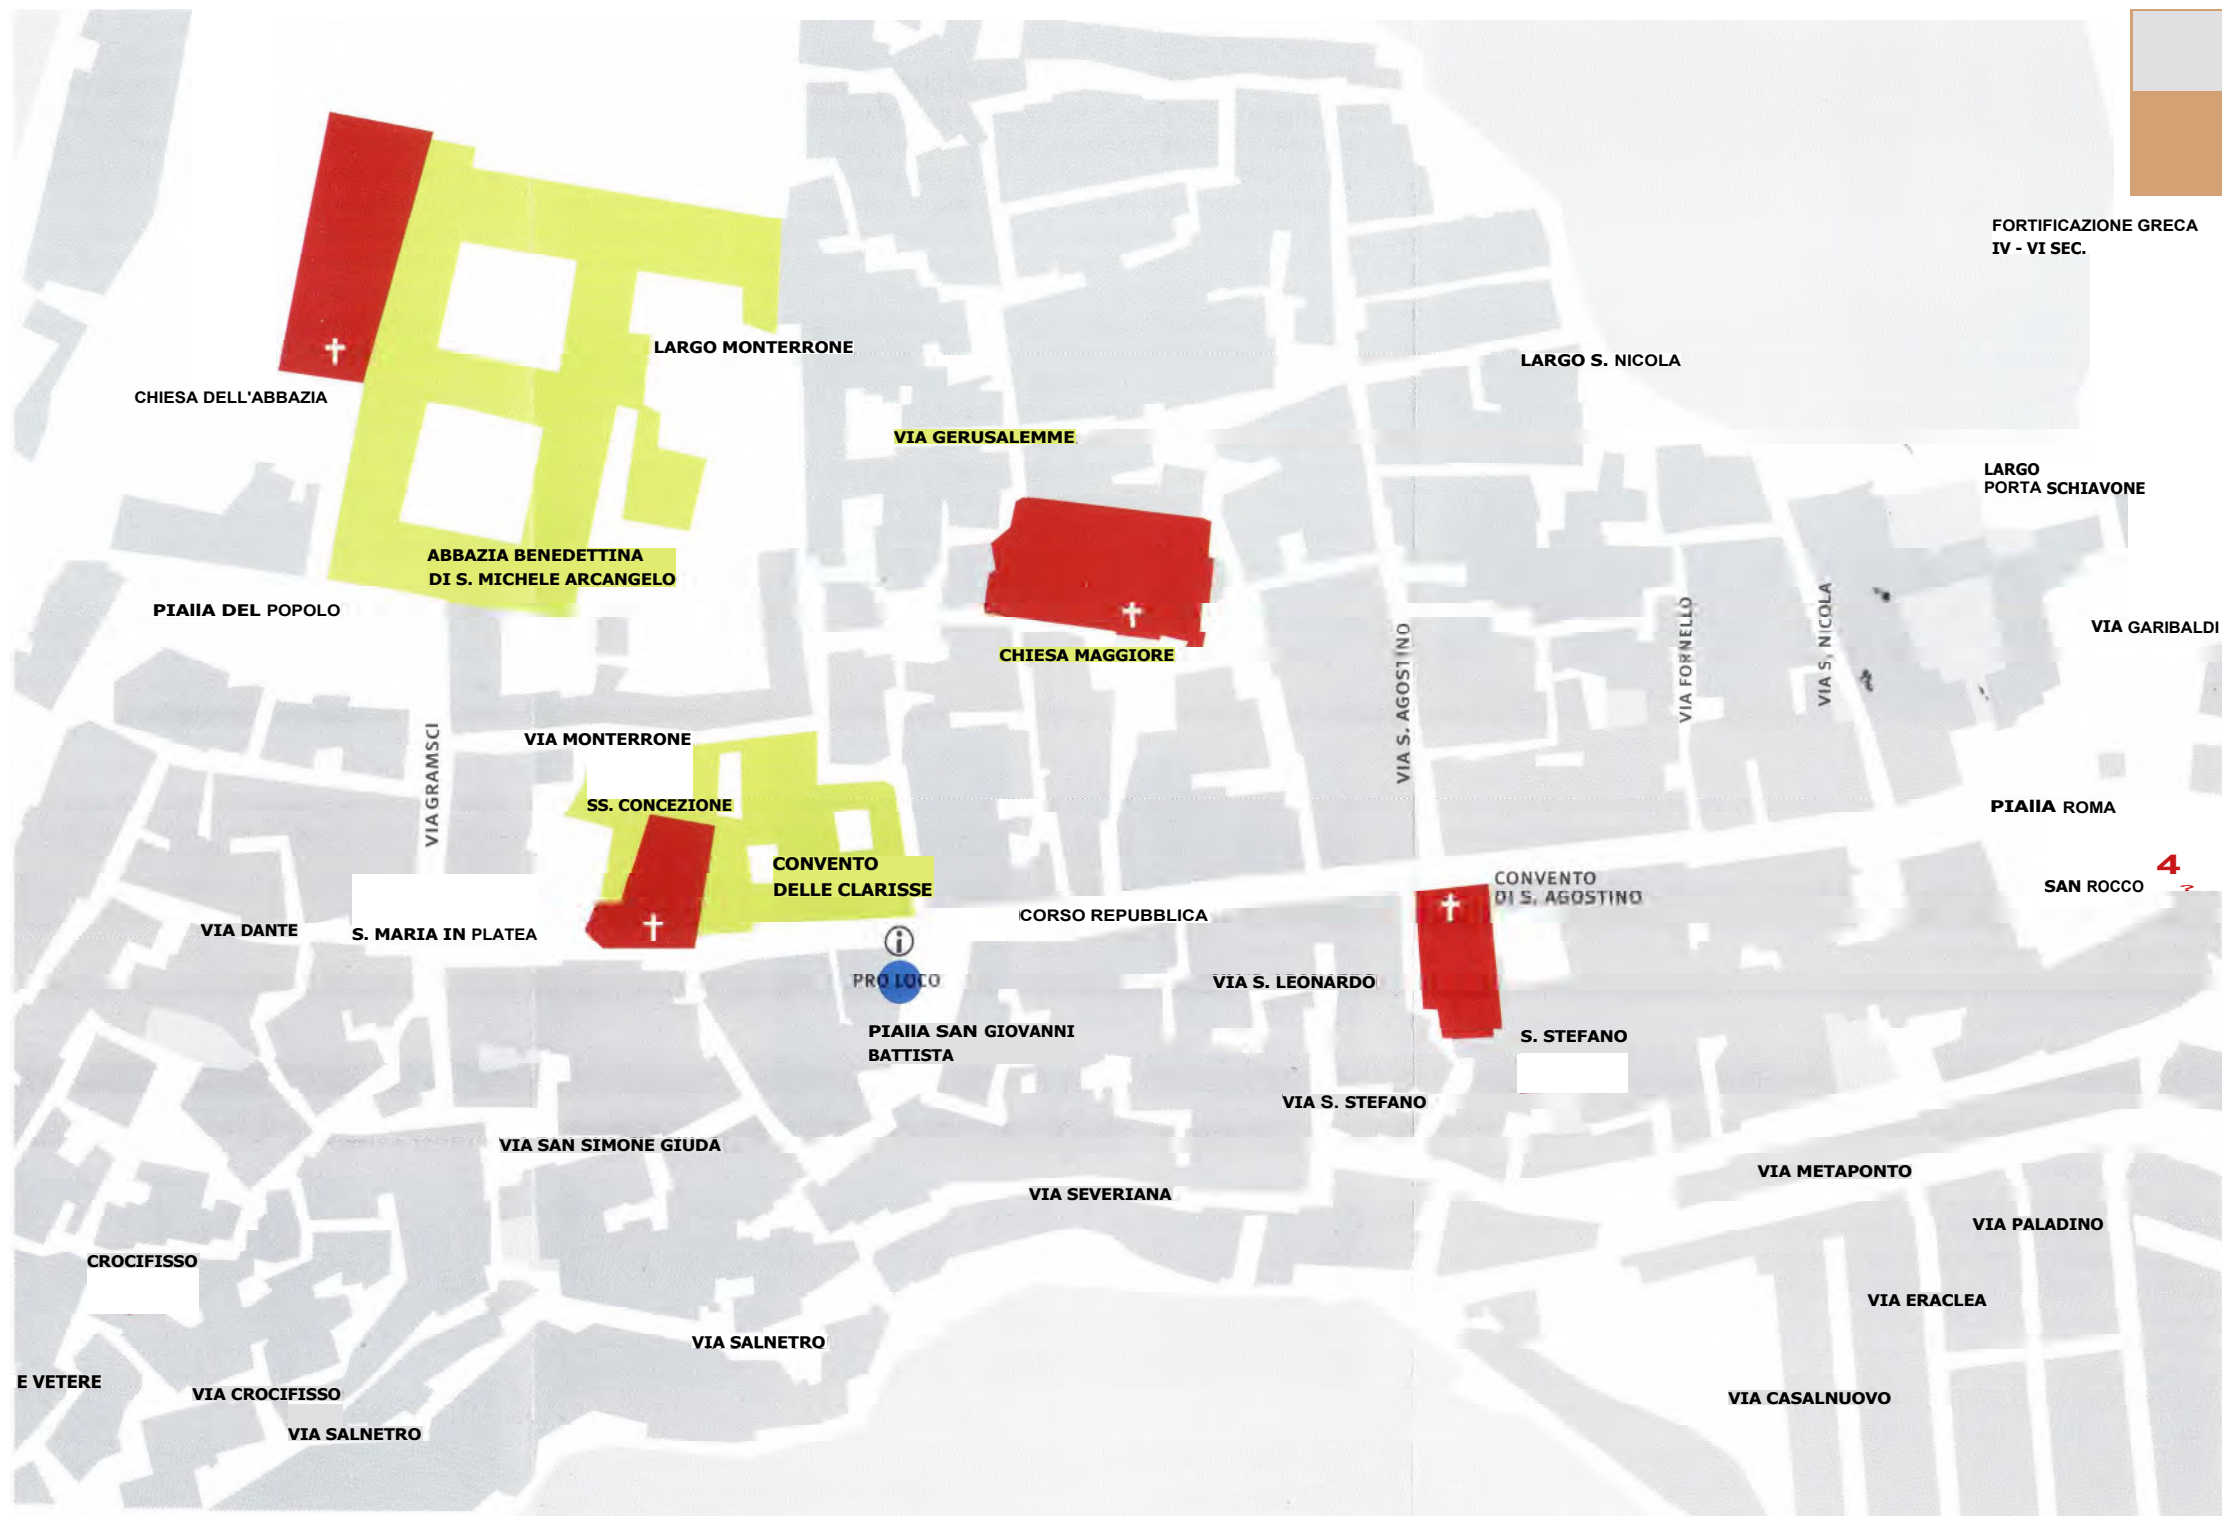 FORTIFICAZIONE GRECA
IV - VI SEC.
LARGO MONTERRONE
LARGO S. NICOLA
CHIESA DELL'ABBAZIA
VIA GERUSALEMME
LARGO
PORTA SCHIAVONE
ABBAZIA BENEDETTINA
DI S. MICHELE ARCANGELO
PIAIIA DEL POPOLO
VIA GARIBALDI
CHIESA MAGGIORE
VIA S. AGOSTINO
VIA FORNELLO
VIA S. NICOLA
VIA GRAMSCI
VIA MONTERRONE
SS. CONCEZIONE
PIAIIA ROMA
CONVENTO
DELLE CLARISSE
CONVENTO
DI S. AGOSTINO
4
SAN ROCCO
CORSO REPUBBLICA
VIA DANTE
S. MARIA IN PLATEA
i
PRO LOCO
VIA S. LEONARDO
PIAIIA SAN GIOVANNI
BATTISTA
S. STEFANO
VIA S. STEFANO
VIA SAN SIMONE GIUDA
VIA METAPONTO
VIA SEVERIANA
VIA PALADINO
CROCIFISSO
VIA ERACLEA
VIA SALNETRO
E VETERE
VIA CROCIFISSO
VIA CASALNUOVO
VIA SALNETRO